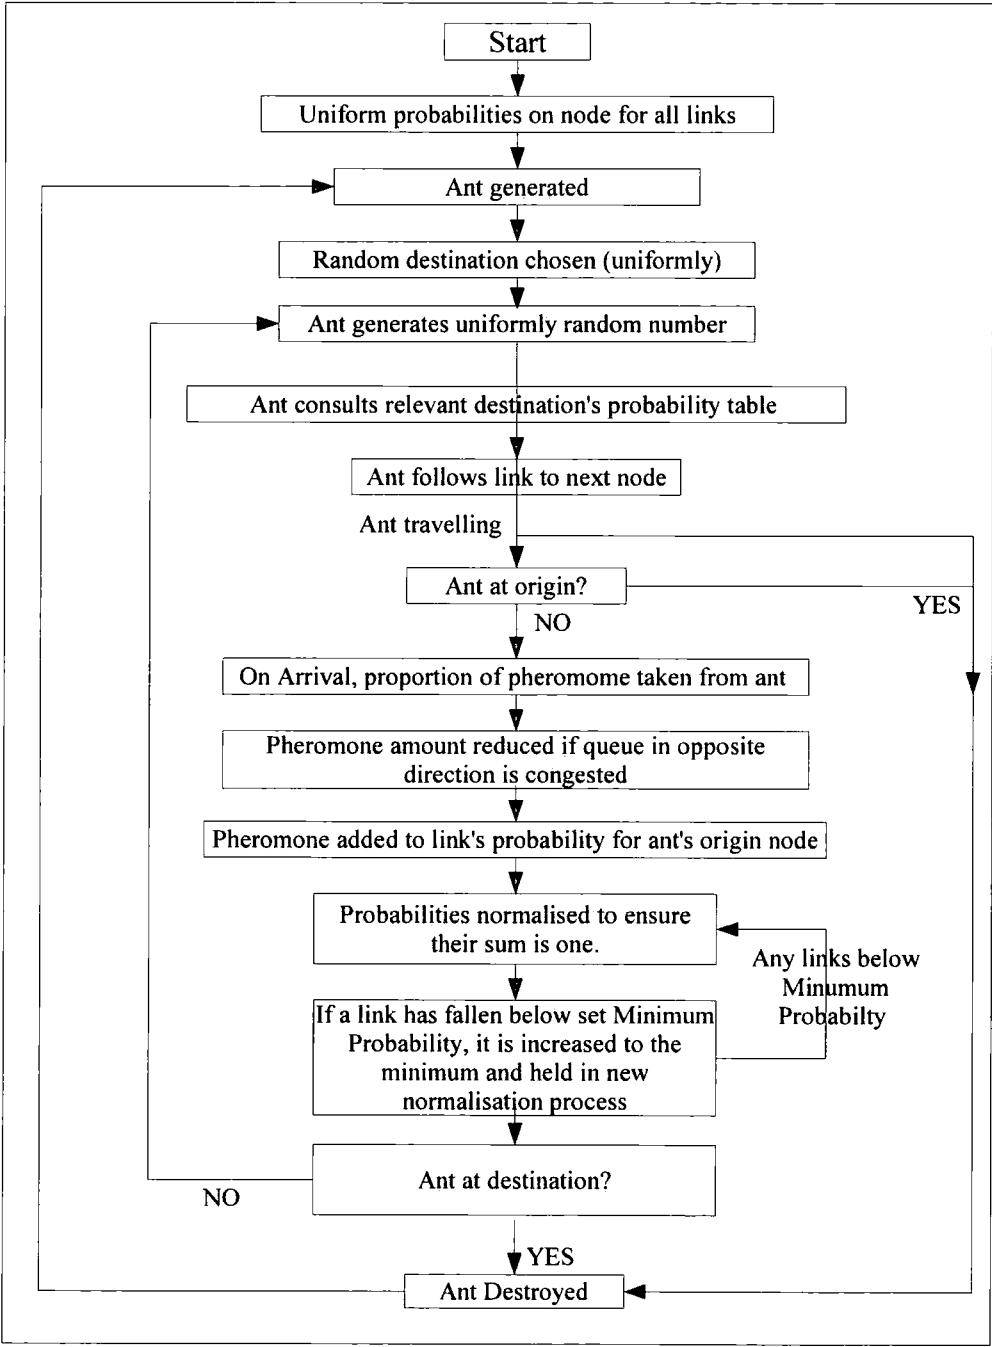 Start
Uniform probabilities on node for all links
Ant generated
Random destination chosen (uniformly)
Ant generates uniformly random number
Ant consults relevant destination's probability table
Ant follows link to next node
Ant travelling
Ant at origin?
YES
NO
On Arrival, proportion of pheromome taken from ant
Pheromone amount reduced if queue in opposite
direction is congested
Pheromone added to link's probability for ant's origin node
Probabilities normalised to ensure
their sum is one.
Any links below
Minumum
Probabilty
If a link has fallen below set Minimum
Probability, it is increased to the
minimum and held in new
normalisation process
Ant at destination?
NO
YES
Ant Destroyed